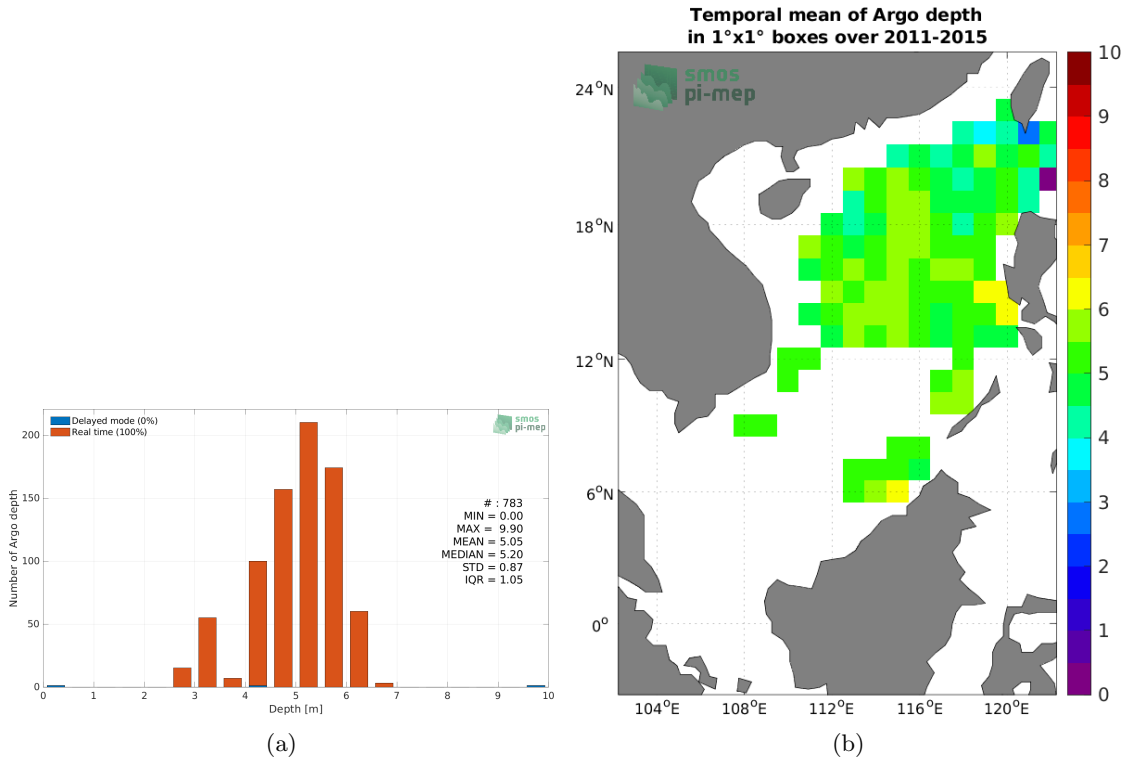 Delayed mode (0%)
Real time (100%)
smos
pi-mep
# : 783
MIN = 0.00
MAX = 9.90
MEAN = 5.05
MEDIAN = 5.20
STD = 0.87
IQR = 1.05
Number of Argo depth
200
150
100
50
0
0 1 2 3 4 5 6 7 8 9 10
Depth [m]
(a)
Temporal mean of Argo depth
in 1°x1° boxes over 2011-2015
smos
pi-mep
24°N
18°N
12°N
6°N
0°
104°E 108°E 112°E 116°E 120°E
10
9
8
7
6
5
4
3
2
1
0
(b)